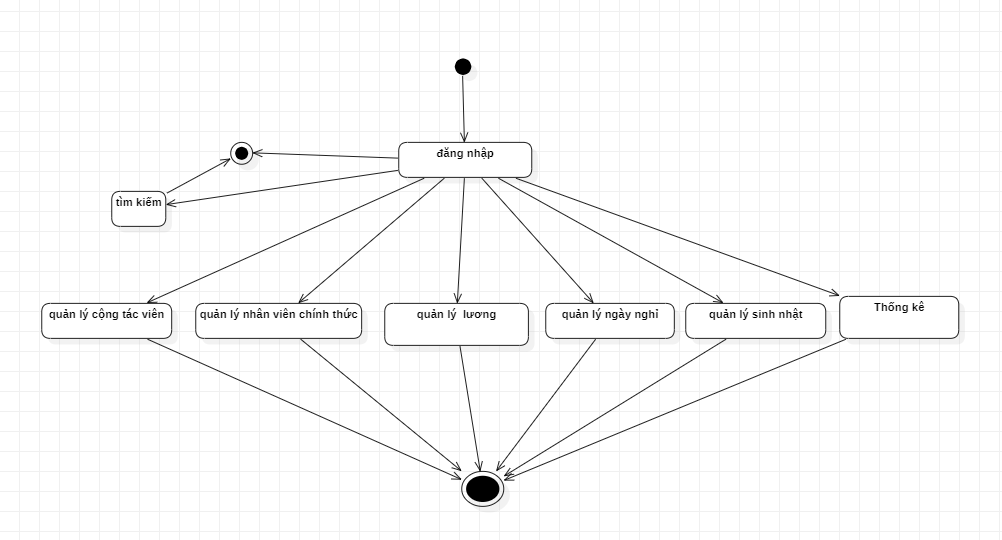 đăng nhập
tìm kiếm
quản lý cộng tác viên
quản lý nhân viên chính thức
quản lý  lương
quản lý ngày nghỉ
quản lý sinh nhật
Thống kê